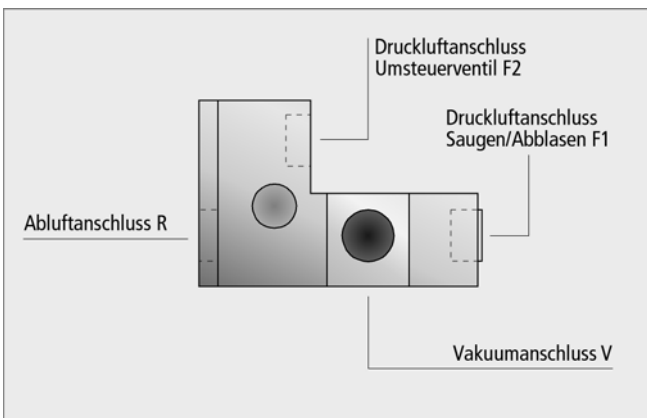 Druckluftanschluss
Umsteuerventil F2
Druckluftanschluss
Saugen/Abblasen F1
Abluftanschluss R
Vakuumanschluss V